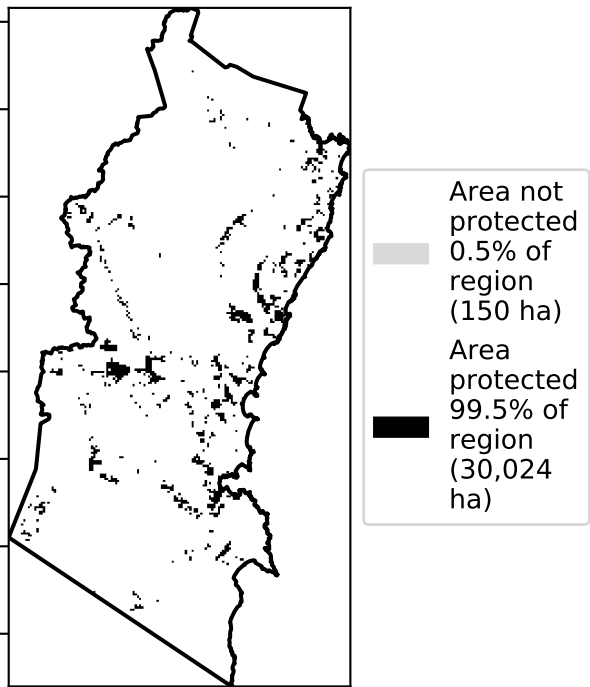 Area not
protected
0.5% of
region
(150 ha)
Area
protected
99.5% of
region
(30,024
ha)